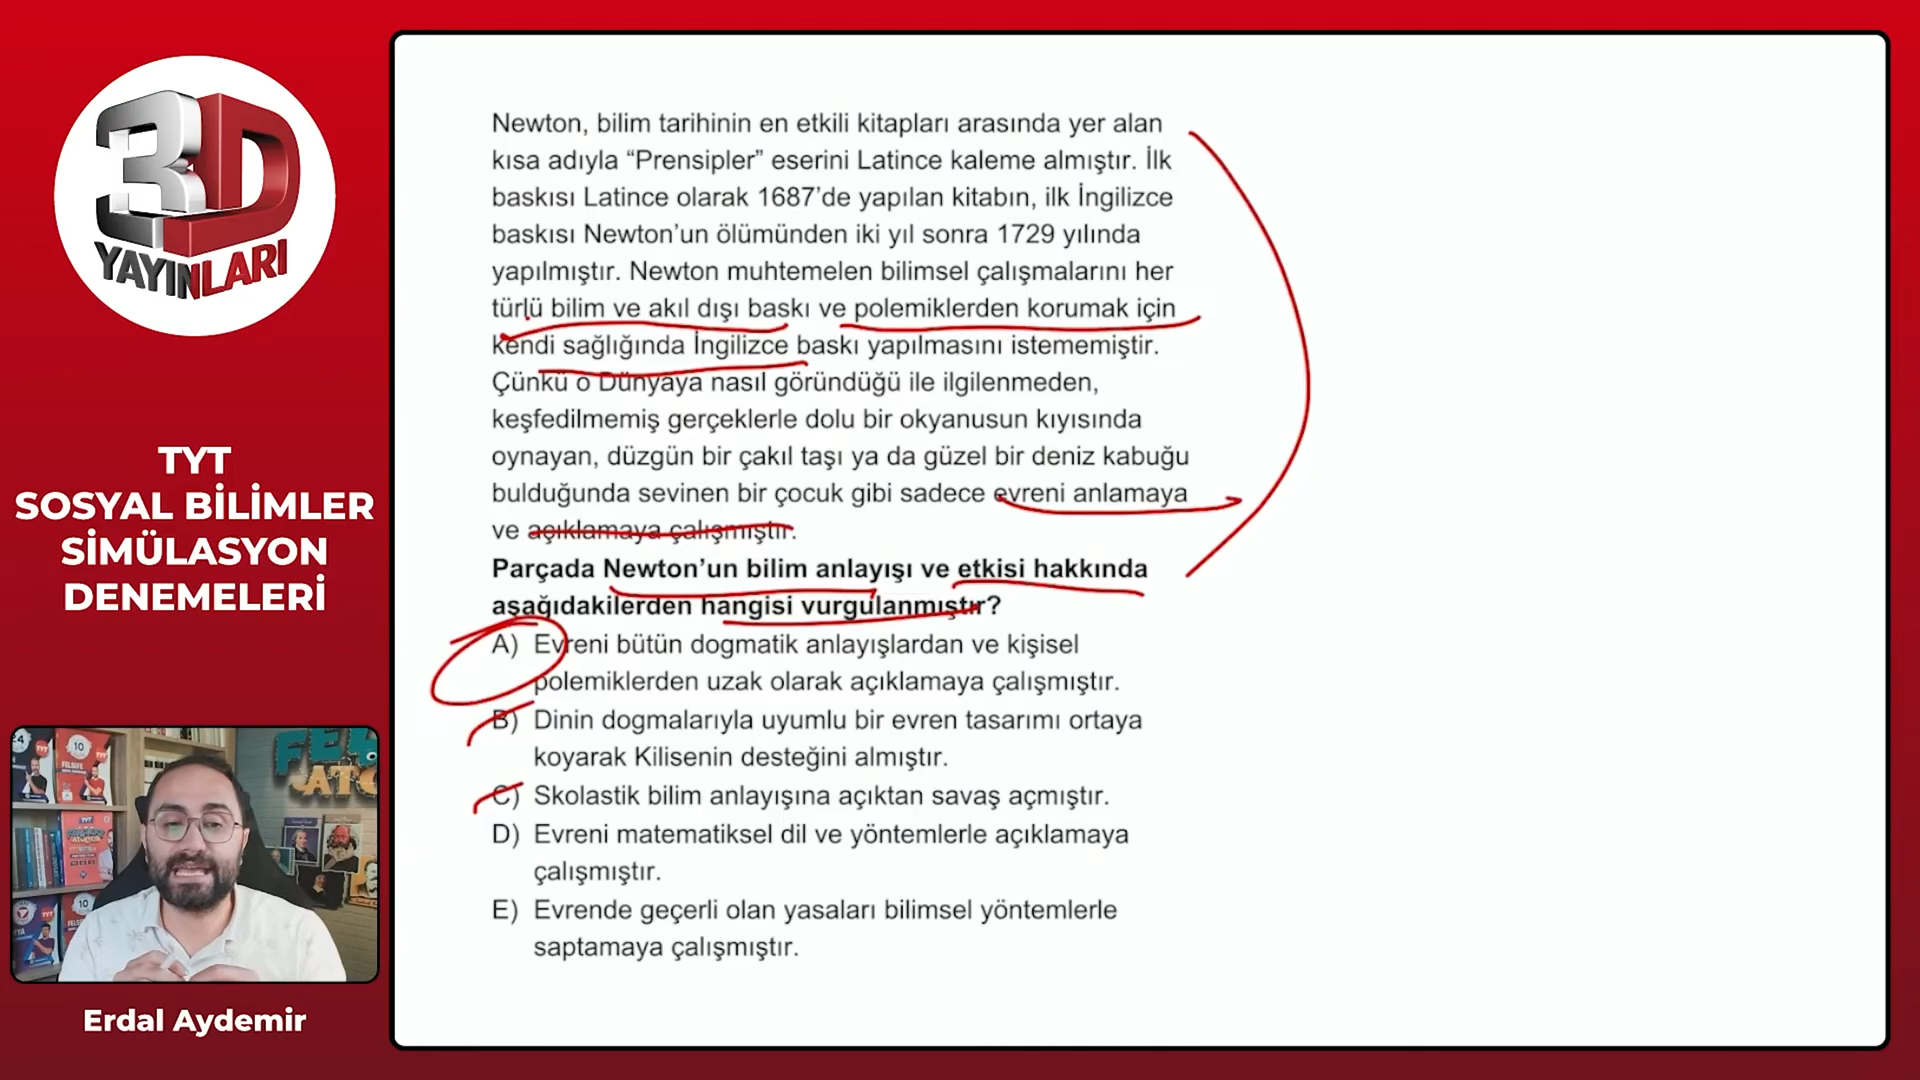 3D
YAYINLARI
TYT
SOSYAL BİLİMLER
SİMÜLASYON
DENEMELERİ
Erdal Aydemir
Newton, bilim tarihinin en etkili kitapları arasında yer alan
kısa adıyla “Prensipler” eserini Latince kaleme almıştır. İlk
baskısı Latince olarak 1687’de yapılan kitabın, ilk İngilizce
baskısı Newton’un ölümünden iki yıl sonra 1729 yılında
yapılmıştır. Newton muhtemelen bilimsel çalışmalarını her
türlü bilim ve akıl dışı baskı ve polemiklerden korumak için
kendi sağlığında İngilizce baskı yapılmasını istememiştir.
Çünkü o Dünyaya nasıl göründüğü ile ilgilenmeden,
keşfedilmemiş gerçeklerle dolu bir okyanusun kıyısında
oynayan, düzgün bir çakıl taşı ya da güzel bir deniz kabuğu
bulduğunda sevinen bir çocuk gibi sadece evreni anlamaya
ve açıklamaya çalışmıştır.
Parçada Newton’un bilim anlayışı ve etkisi hakkında
aşağıdakilerden hangisi vurgulanmıştır?
A) Evreni bütün dogmatik anlayışlardan ve kişisel
polemiklerden uzak olarak açıklamaya çalışmıştır.
B) Dinin dogmalarıyla uyumlu bir evren tasarımı ortaya
koyarak Kilisenin desteğini almıştır.
C) Skolastik bilim anlayışına açıktan savaş açmıştır.
D) Evreni matematiksel dil ve yöntemlerle açıklamaya
çalışmıştır.
E) Evrende geçerli olan yasaları bilimsel yöntemlerle
saptamaya çalışmıştır.